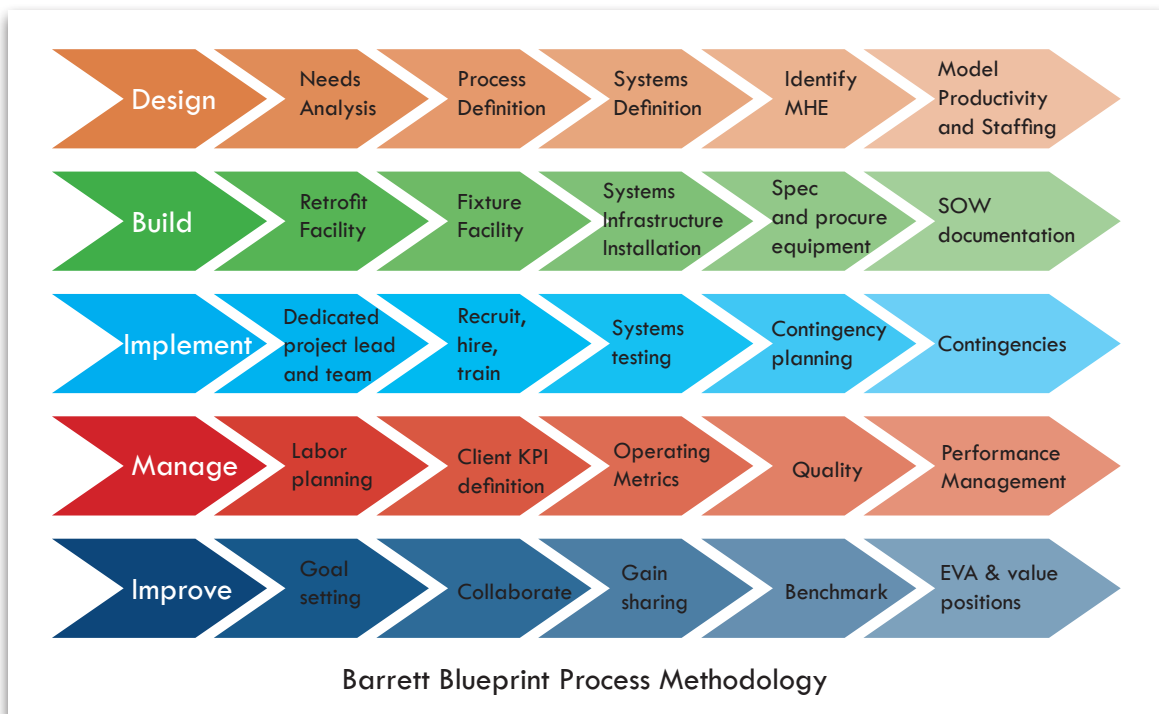 Design
Needs
Analysis
Process
Definition
Systems
Definition
Identify
MHE
Model
Productivity
and Staffing
Build
Retrofit
Facility
Fixture
Facility
Systems
Infrastructure
Installation
Spec
and procure
equipment
SOW
documentation
Implement
Dedicated
project lead
and team
Recruit,
hire,
train
Systems
testing
Contingency
planning
Contingencies
Manage
Labor
planning
Client KPI
definition
Operating
Metrics
Quality
Performance
Management
Improve
Goal
setting
Collaborate
Gain
sharing
Benchmark
EVA & value
positions
Barrett Blueprint Process Methodology